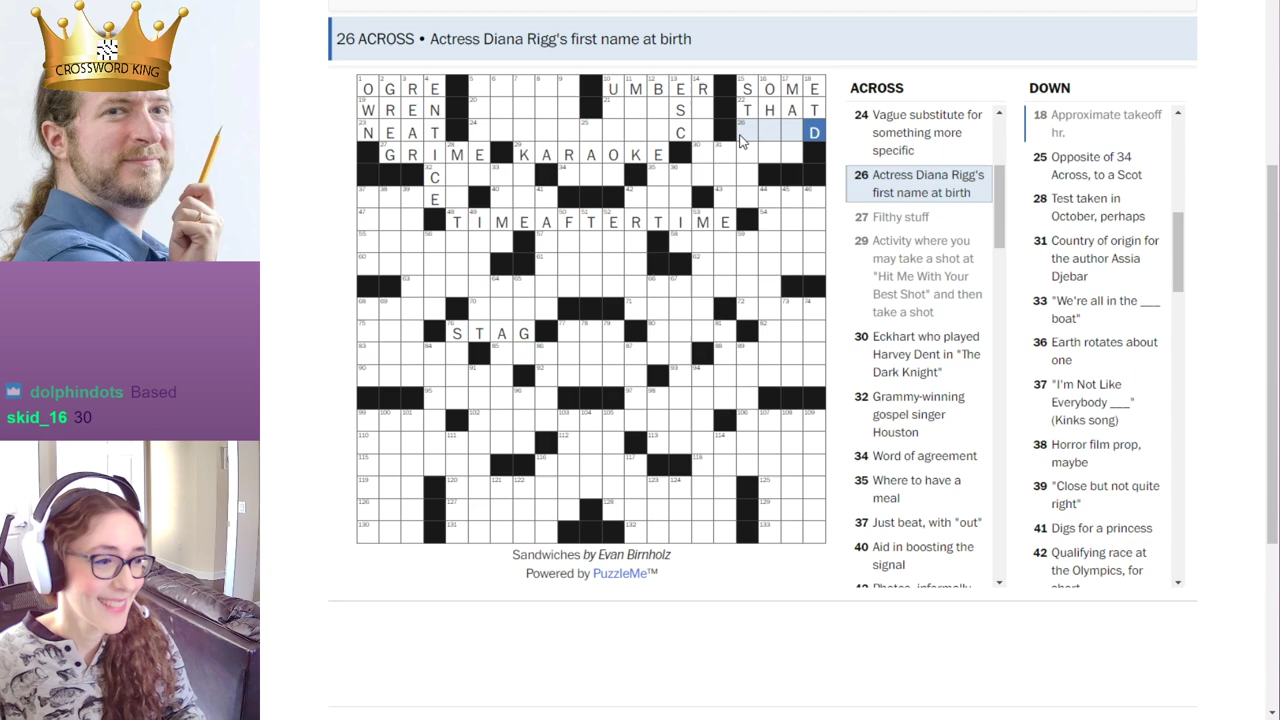 CROSSWORD KING
26 ACROSS • Actress Diana Rigg's first name at birth
OGRE UMBER SOME
WREN S THAT
NEAT C D
GRIME KARAOKE
C
E
TIMEAFTERTIME
STAG
Sandwiches by Evan Birnholz
Powered by PuzzleMe™
ACROSS
24 Vague substitute for
something more
specific
26 Actress Diana Rigg's
first name at birth
27 Filthy stuff
29 Activity where you
may take a shot at
"Hit Me With Your
Best Shot" and then
take a shot
30 Eckhart who played
Harvey Dent in "The
Dark Knight"
32 Grammy-winning
gospel singer
Houston
34 Word of agreement
35 Where to have a
meal
37 Just beat, with "out"
40 Aid in boosting the
signal
DOWN
18 Approximate takeoff
hr.
25 Opposite of 34
Across, to a Scot
28 Test taken in
October, perhaps
31 Country of origin for
the author Assia
Djebar
33 "We're all in the ___
boat"
36 Earth rotates about
one
37 "I'm Not Like
Everybody ___"
(Kinks song)
38 Horror film prop,
maybe
39 "Close but not quite
right"
41 Digs for a princess
42 Qualifying race at
the Olympics, for
dolphindots Based
skid_16 30